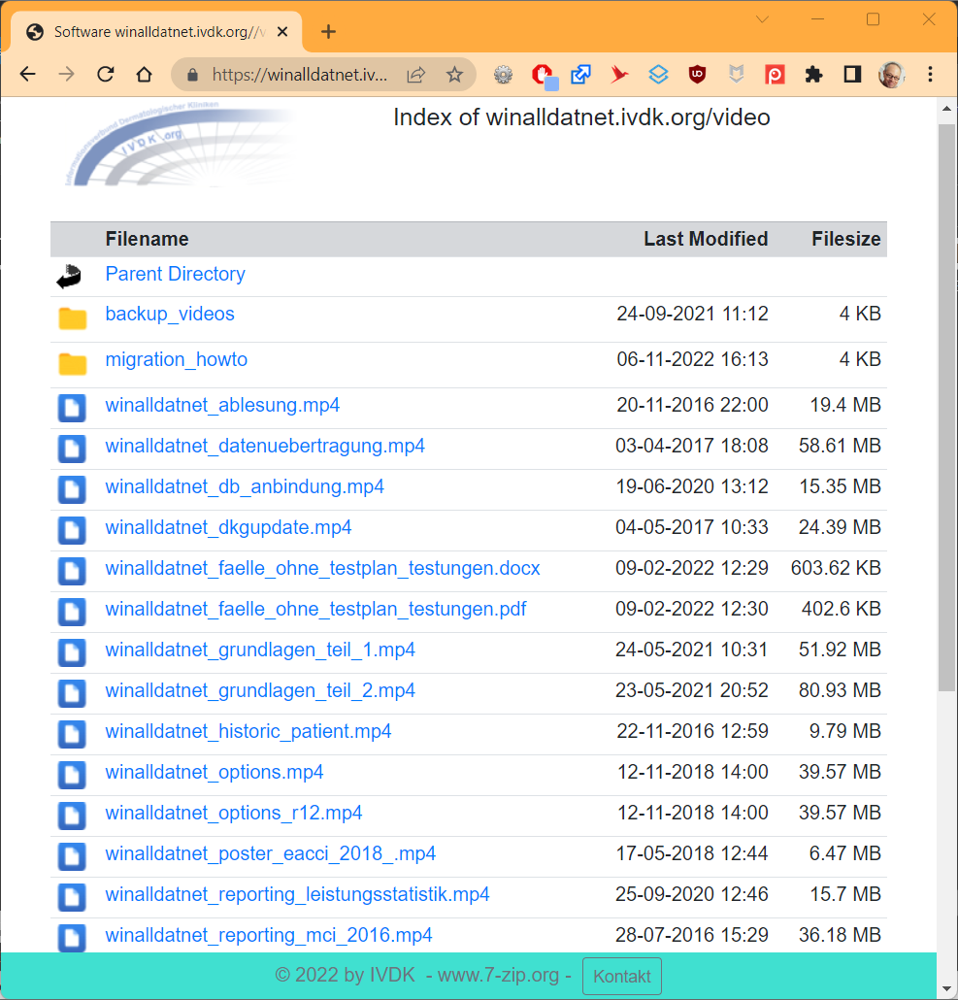 Software winalldatnet.ivdk.org//v
https://winalldatnet.iv...
Informationsverbund Dermatologischer Kliniken
IVDK.org
Index of winalldatnet.ivdk.org/video
Filename Last Modified Filesize
Parent Directory
backup_videos 24-09-2021 11:12 4 KB
migration_howto 06-11-2022 16:13 4 KB
winalldatnet_ablesung.mp4 20-11-2016 22:00 19.4 MB
winalldatnet_datenuebertragung.mp4 03-04-2017 18:08 58.61 MB
winalldatnet_db_anbindung.mp4 19-06-2020 13:12 15.35 MB
winalldatnet_dkgupdate.mp4 04-05-2017 10:33 24.39 MB
winalldatnet_faelle_ohne_testplan_testungen.docx 09-02-2022 12:29 603.62 KB
winalldatnet_faelle_ohne_testplan_testungen.pdf 09-02-2022 12:30 402.6 KB
winalldatnet_grundlagen_teil_1.mp4 24-05-2021 10:31 51.92 MB
winalldatnet_grundlagen_teil_2.mp4 23-05-2021 20:52 80.93 MB
winalldatnet_historic_patient.mp4 22-11-2016 12:59 9.79 MB
winalldatnet_options.mp4 12-11-2018 14:00 39.57 MB
winalldatnet_options_r12.mp4 12-11-2018 14:00 39.57 MB
winalldatnet_poster_eacci_2018_.mp4 17-05-2018 12:44 6.47 MB
winalldatnet_reporting_leistungsstatistik.mp4 25-09-2020 12:46 15.7 MB
winalldatnet_reporting_mci_2016.mp4 28-07-2016 15:29 36.18 MB
© 2022 by IVDK - www.7-zip.org - Kontakt